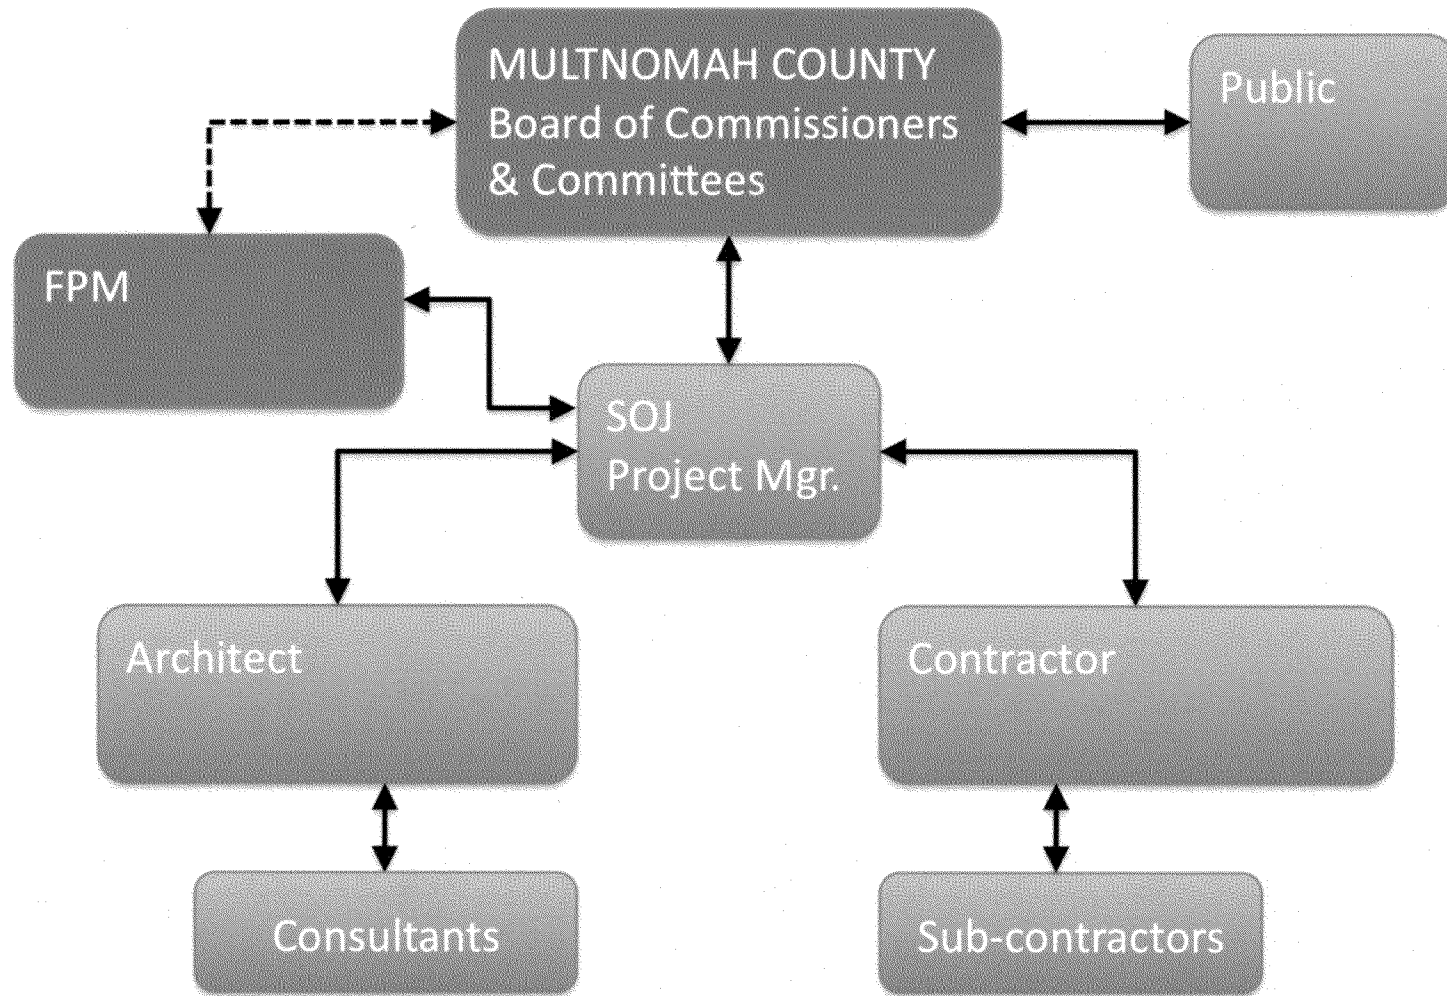 MULTNOMAH COUNTY
Board of Commissioners
& Committees
Public
FPM
SOJ
Project Mgr.
Architect
Contractor
Consultants
Sub-contractors